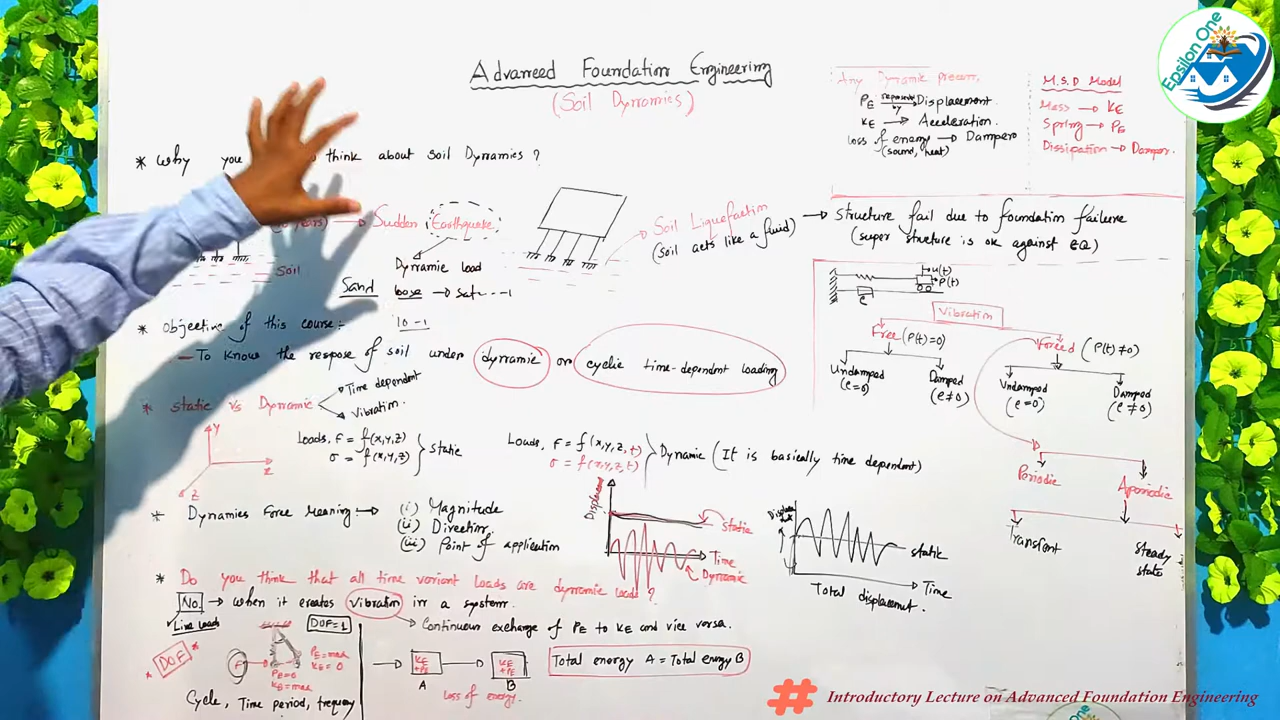 Advanced Foundation Engineering
(Soil Dynamics)
* Why you think about Soil Dynamics ?
years) → Sudden Earthquake
Soil
Dynamic load
Sand loose → sat---1
10-1
Soil Liquefaction
(soil acts like a fluid)
→ Structure fail due to foundation failure
(super structure is ok against EQ)
* Objective of this course:-
— To know the respose of soil under dynamic or cyclic time-dependent loading
* Static vs Dynamic
Time dependent
Vibration.
Y
X
Z
Loads, F = f(x,y,z)
σ = f(x,y,z)
Static
Loads, F = f(x,y,z,t)
σ = f(x,y,z,t)
Dynamic (It is basically time dependent)
* Dynamics Force Meaning :→ (i) Magnitude
(ii) Direction
(iii) Point of application
Static
Time
Dynamic
static
Time
Total displacement.
* Do you think that all time variant loads are dynamic loads ?
No → when it creates vibration in a system.
Live loads
→ Continuous exchange of PE to KE and vice versa.
DOF=1
* DOF *
PE=max
KE=0
PE=0
KE=max
Cycle, Time period, frequency
KE
+PE
A
KE
+PE
B
loss of energy.
Total energy A = Total energy B
Any Dynamic process,
PE represents by → Displacement.
KE → Acceleration.
loss of energy → Dampers
(sound, heat)
M.S.D Model
Mass → KE
Spring → PE
Dissipation → Damper.
u(t)
P(t)
c
Vibration
Free (P(t)=0)
Forced (P(t)≠0)
Undamped
(c=0)
Damped
(c≠0)
Undamped
(c=0)
Damped
(c≠0)
Periodic
Aperiodic
Transient
Steady
state
Epsilon One
# Introductory Lecture on Advanced Foundation Engineering